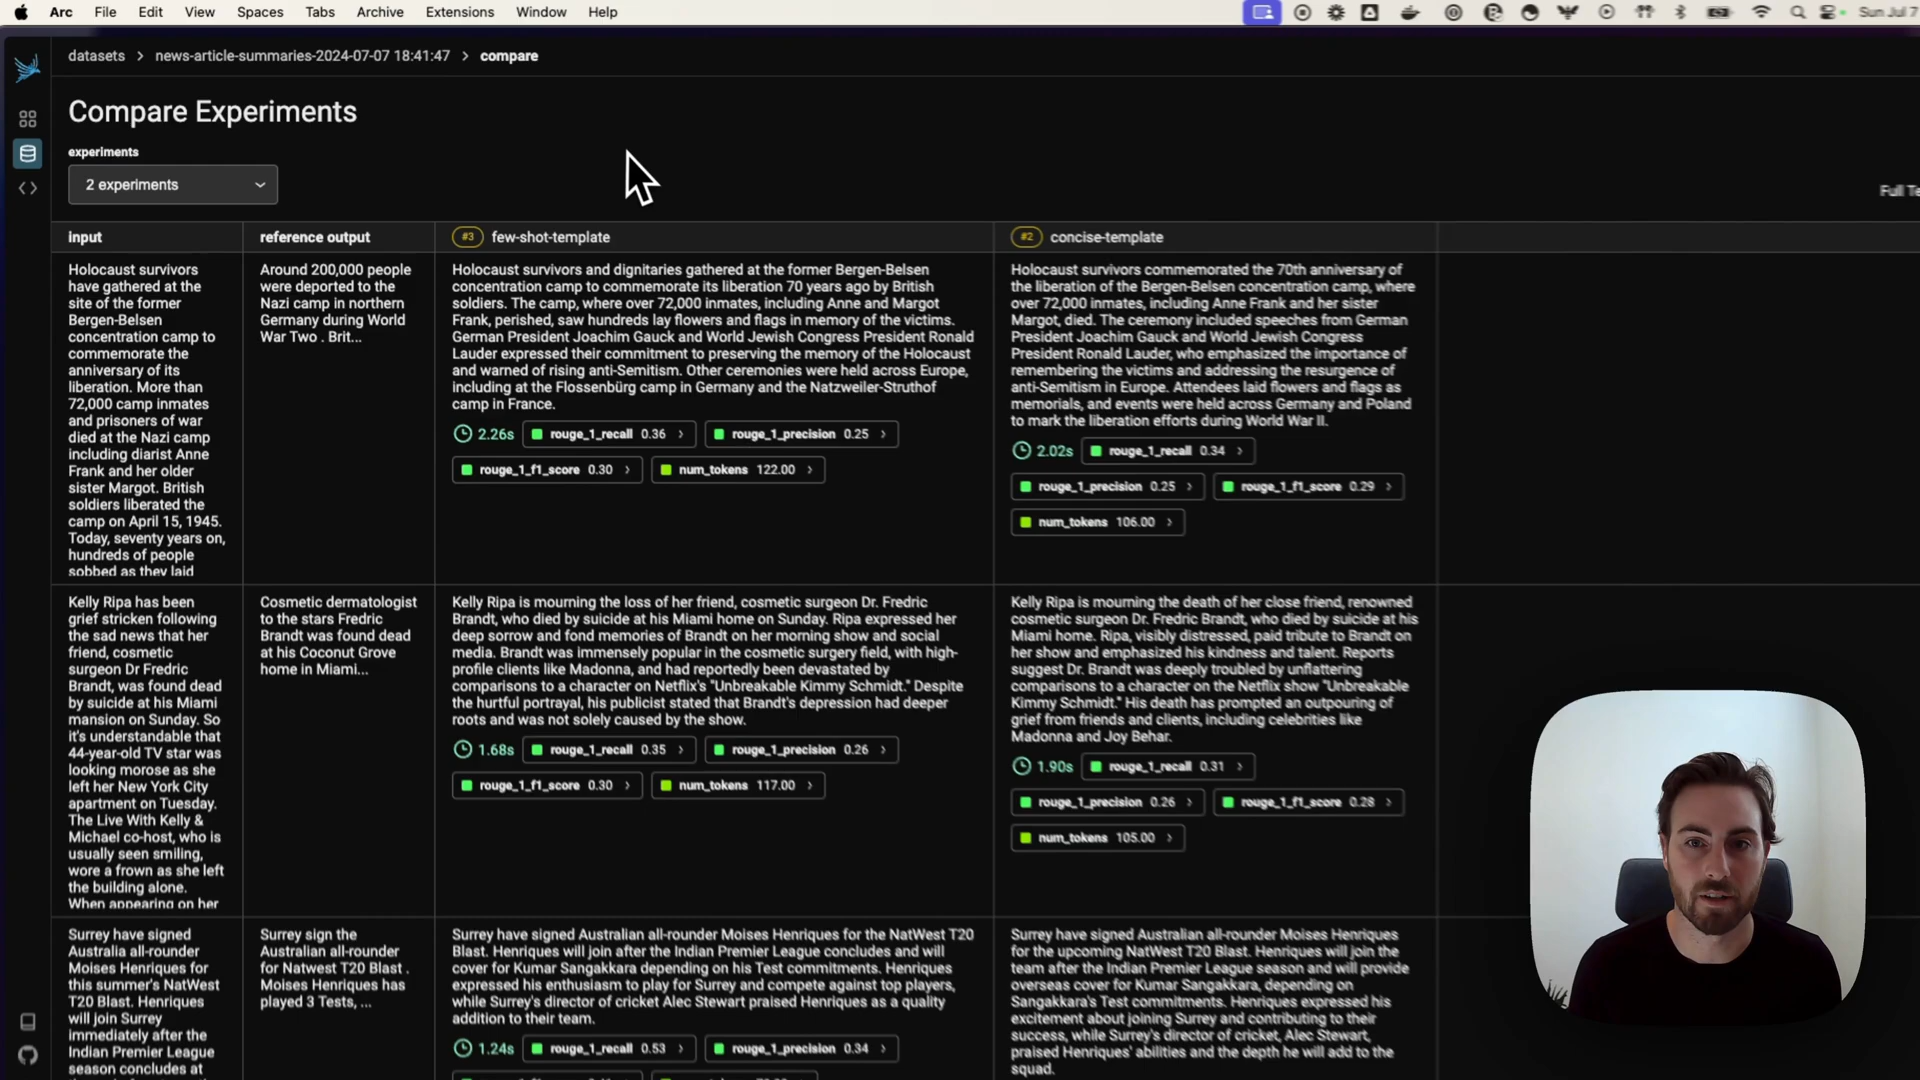 Arc File Edit View Spaces Tabs Archive Extensions Window Help Sun Jul 7
datasets > news-article-summaries-2024-07-07 18:41:47 > compare
Compare Experiments
experiments
2 experiments
Full Te
input
reference output
#3 few-shot-template
#2 concise-template
Holocaust survivors
have gathered at the
site of the former
Bergen-Belsen
concentration camp to
commemorate the
anniversary of its
liberation. More than
72,000 camp inmates
and prisoners of war
died at the Nazi camp
including diarist Anne
Frank and her older
sister Margot. British
soldiers liberated the
camp on April 15, 1945.
Today, seventy years on,
hundreds of people
sobbed as they laid
Around 200,000 people
were deported to the
Nazi camp in northern
Germany during World
War Two . Brit...
Holocaust survivors and dignitaries gathered at the former Bergen-Belsen
concentration camp to commemorate its liberation 70 years ago by British
soldiers. The camp, where over 72,000 inmates, including Anne and Margot
Frank, perished, saw hundreds lay flowers and flags in memory of the victims.
German President Joachim Gauck and World Jewish Congress President Ronald
Lauder expressed their commitment to preserving the memory of the Holocaust
and warned of rising anti-Semitism. Other ceremonies were held across Europe,
including at the Flossenbürg camp in Germany and the Natzweiler-Struthof
camp in France.
2.26s rouge_1_recall 0.36 > rouge_1_precision 0.25 >
rouge_1_f1_score 0.30 > num_tokens 122.00 >
Holocaust survivors commemorated the 70th anniversary of
the liberation of the Bergen-Belsen concentration camp, where
over 72,000 inmates, including Anne Frank and her sister
Margot, died. The ceremony included speeches from German
President Joachim Gauck and World Jewish Congress
President Ronald Lauder, who emphasized the importance of
remembering the victims and addressing the resurgence of
anti-Semitism in Europe. Attendees laid flowers and flags as
memorials, and events were held across Germany and Poland
to mark the liberation efforts during World War II.
2.02s rouge_1_recall 0.34 >
rouge_1_precision 0.25 > rouge_1_f1_score 0.29 >
num_tokens 106.00 >
Kelly Ripa has been
grief stricken following
the sad news that her
friend, cosmetic
surgeon Dr Fredric
Brandt, was found dead
by suicide at his Miami
mansion on Sunday. So
it's understandable that
44-year-old TV star was
looking morose as she
left her New York City
apartment on Tuesday.
The Live With Kelly &
Michael co-host, who is
usually seen smiling,
wore a frown as she left
the building alone.
When appearing on her
Cosmetic dermatologist
to the stars Fredric
Brandt was found dead
at his Coconut Grove
home in Miami...
Kelly Ripa is mourning the loss of her friend, cosmetic surgeon Dr. Fredric
Brandt, who died by suicide at his Miami home on Sunday. Ripa expressed her
deep sorrow and fond memories of Brandt on her morning show and social
media. Brandt was immensely popular in the cosmetic surgery field, with high-
profile clients like Madonna, and had reportedly been devastated by
comparisons to a character on Netflix's "Unbreakable Kimmy Schmidt." Despite
the hurtful portrayal, his publicist stated that Brandt's depression had deeper
roots and was not solely caused by the show.
1.68s rouge_1_recall 0.35 > rouge_1_precision 0.26 >
rouge_1_f1_score 0.30 > num_tokens 117.00 >
Kelly Ripa is mourning the death of her close friend, renowned
cosmetic surgeon Dr. Fredric Brandt, who died by suicide at his
Miami home. Ripa, visibly distressed, paid tribute to Brandt on
her show and emphasized his kindness and talent. Reports
suggest Dr. Brandt was deeply troubled by unflattering
comparisons to a character on the Netflix show "Unbreakable
Kimmy Schmidt." His death has prompted an outpouring of
grief from friends and clients, including celebrities like
Madonna and Joy Behar.
1.90s rouge_1_recall 0.31 >
rouge_1_precision 0.26 > rouge_1_f1_score 0.28 >
num_tokens 105.00 >
Surrey have signed
Australia all-rounder
Moises Henriques for
this summer's NatWest
T20 Blast. Henriques
will join Surrey
immediately after the
Indian Premier League
season concludes at
Surrey sign the
Australian all-rounder
for Natwest T20 Blast .
Moises Henriques has
played 3 Tests, ...
Surrey have signed Australian all-rounder Moises Henriques for the NatWest T20
Blast. Henriques will join after the Indian Premier League concludes and will
cover for Kumar Sangakkara depending on his Test commitments. Henriques
expressed his enthusiasm to play for Surrey and compete against top players,
while Surrey's director of cricket Alec Stewart praised Henriques as a quality
addition to their team.
1.24s rouge_1_recall 0.53 > rouge_1_precision 0.34 >
Surrey have signed Australian all-rounder Moises Henriques
for the upcoming NatWest T20 Blast. Henriques will join the
team after the Indian Premier League season and will provide
overseas cover for Kumar Sangakkara, depending on
Sangakkara's Test commitments. Henriques expressed his
excitement about joining Surrey and contributing to their
success, while Surrey's director of cricket, Alec Stewart,
praised Henriques' abilities and the depth he will add to the
squad.